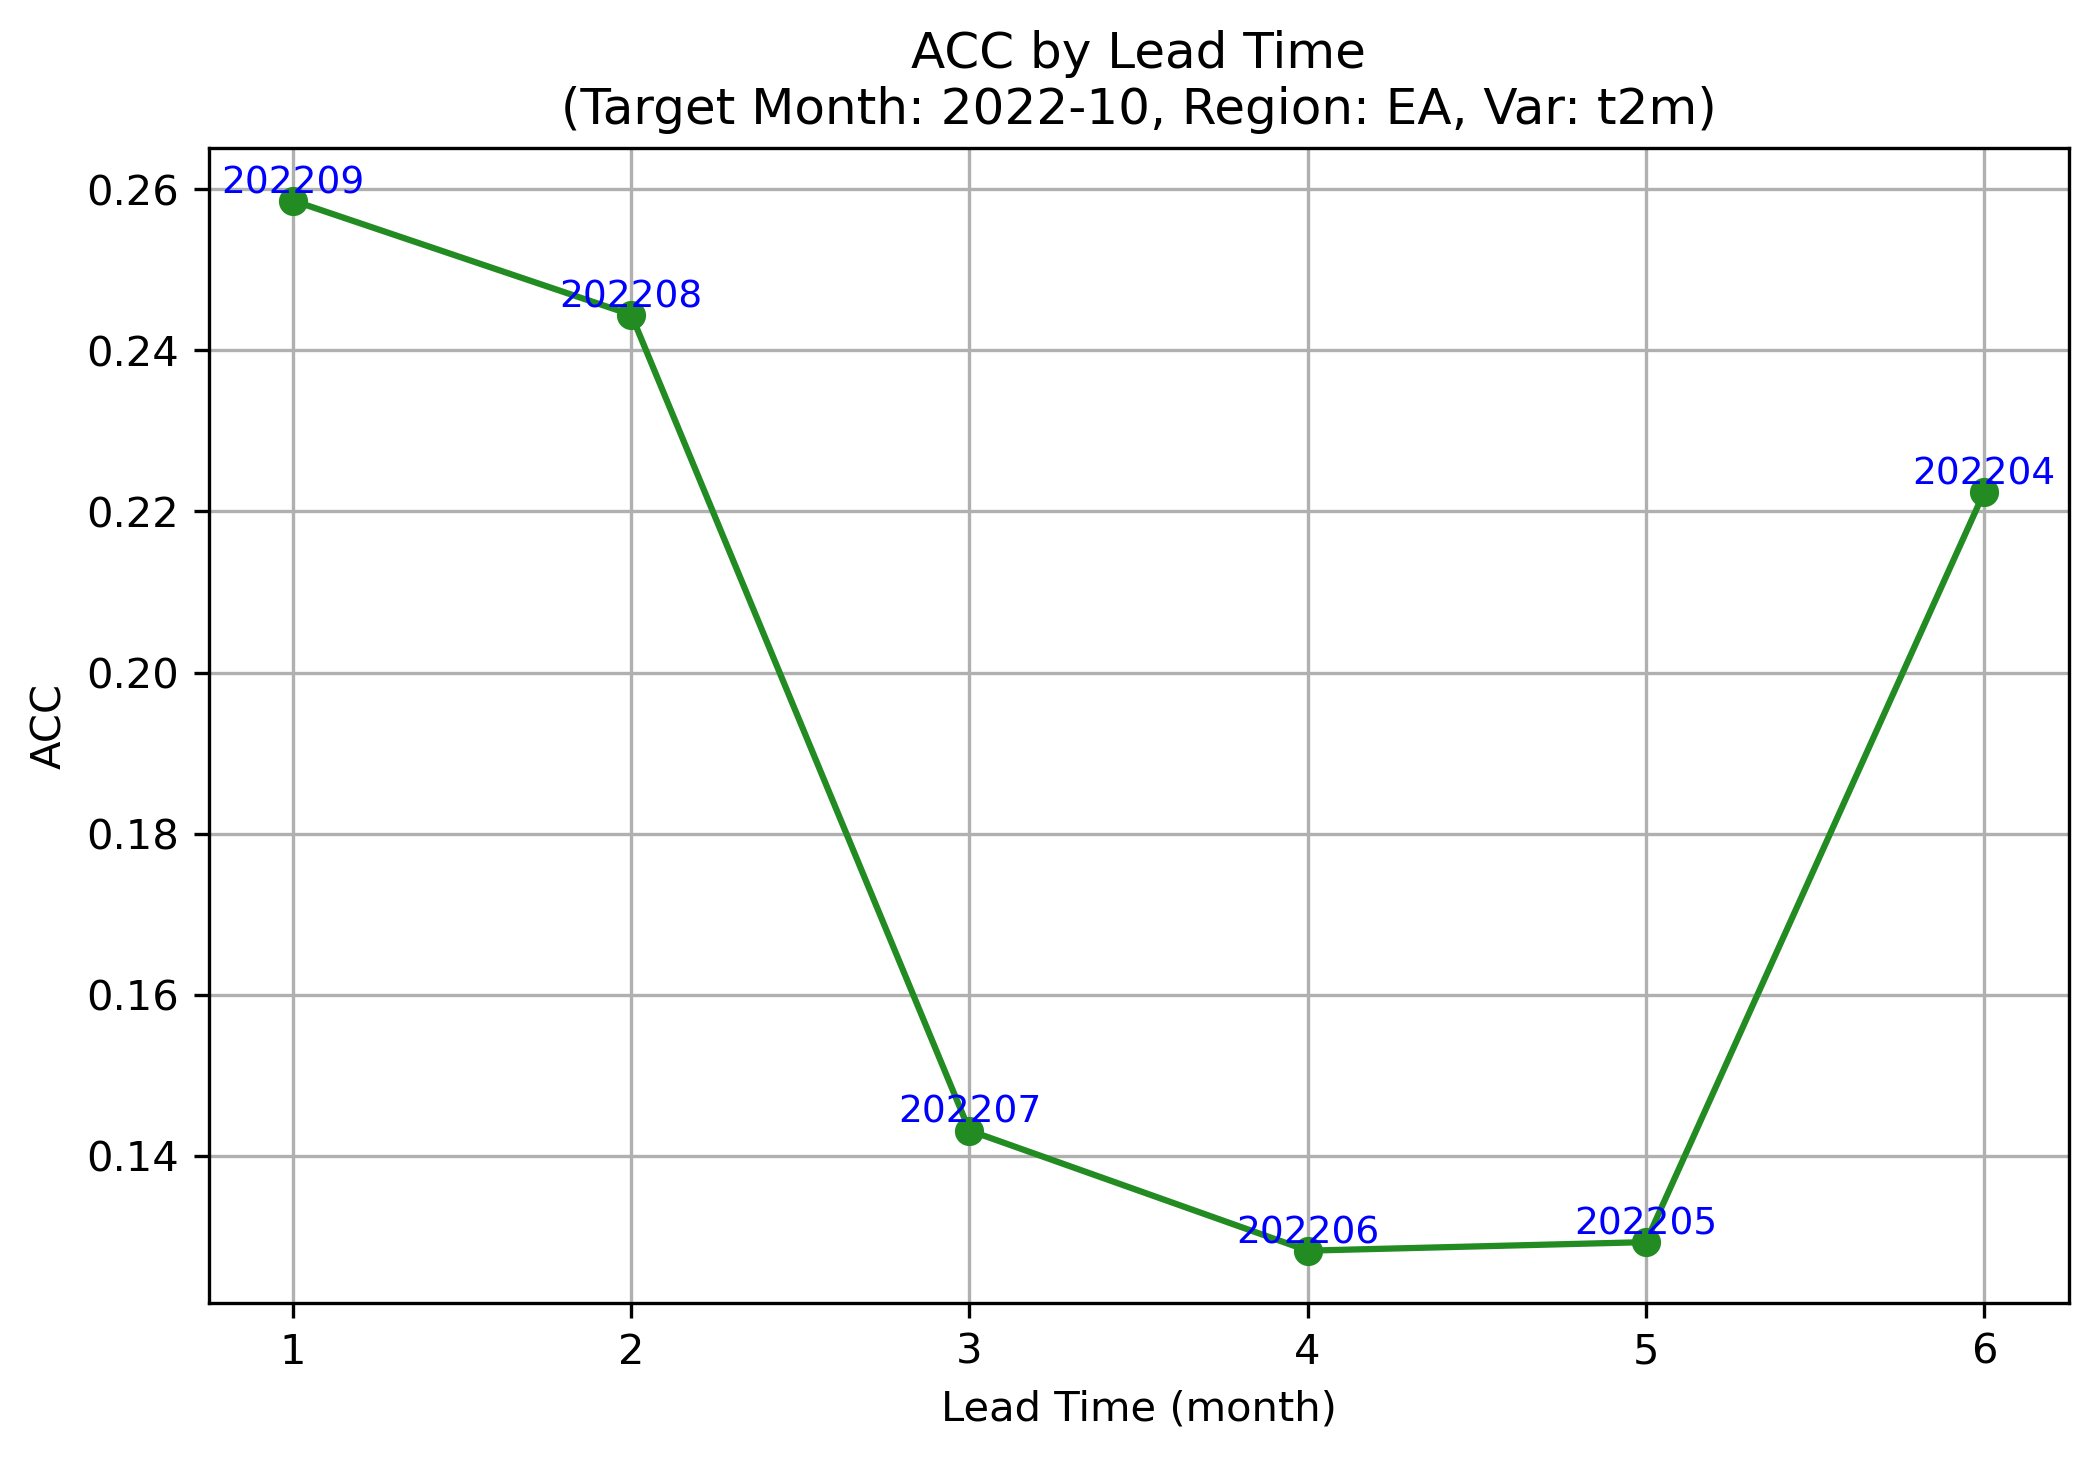 ACC by Lead Time
(Target Month: 2022-10, Region: EA, Var: t2m)
ACC
0.26
0.24
0.22
0.20
0.18
0.16
0.14
202209
202208
202207
202206
202205
202204
1 2 3 4 5 6
Lead Time (month)